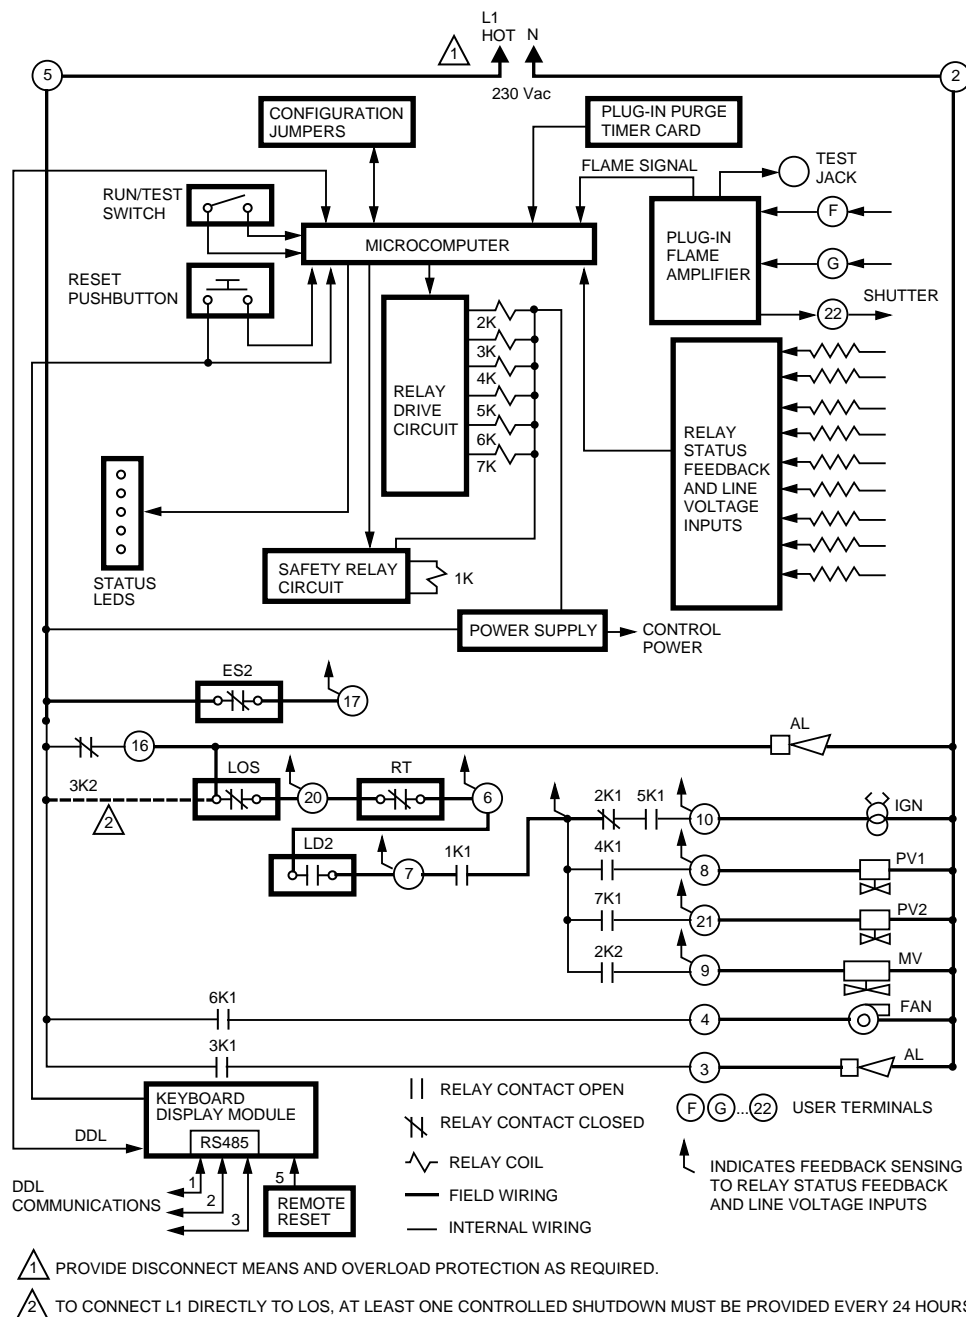 L1
HOT N
1
5
2
230 Vac
CONFIGURATION
JUMPERS
PLUG-IN PURGE
TIMER CARD
FLAME SIGNAL
TEST
JACK
RUN/TEST
SWITCH
F
MICROCOMPUTER
PLUG-IN
FLAME
AMPLIFIER
G
RESET
PUSHBUTTON
SHUTTER
22
2K
3K
4K
5K
6K
7K
RELAY
DRIVE
CIRCUIT
RELAY
STATUS
FEEDBACK
AND LINE
VOLTAGE
INPUTS
STATUS
LEDS
SAFETY RELAY
CIRCUIT
1K
POWER SUPPLY
CONTROL
POWER
ES2
17
AL
16
3K2
LOS
RT
20
6
2
2K1
5K1
10
IGN
LD2
7
1K1
4K1
8
PV1
7K1
21
PV2
2K2
9
MV
6K1
4
FAN
3K1
3
AL
KEYBOARD
DISPLAY MODULE
RS485
DDL
DDL
COMMUNICATIONS
1
2
3
5
REMOTE
RESET
RELAY CONTACT OPEN
RELAY CONTACT CLOSED
RELAY COIL
FIELD WIRING
INTERNAL WIRING
F G ... 22 USER TERMINALS
INDICATES FEEDBACK SENSING
TO RELAY STATUS FEEDBACK
AND LINE VOLTAGE INPUTS
1 PROVIDE DISCONNECT MEANS AND OVERLOAD PROTECTION AS REQUIRED.
2 TO CONNECT L1 DIRECTLY TO LOS, AT LEAST ONE CONTROLLED SHUTDOWN MUST BE PROVIDED EVERY 24 HOURS